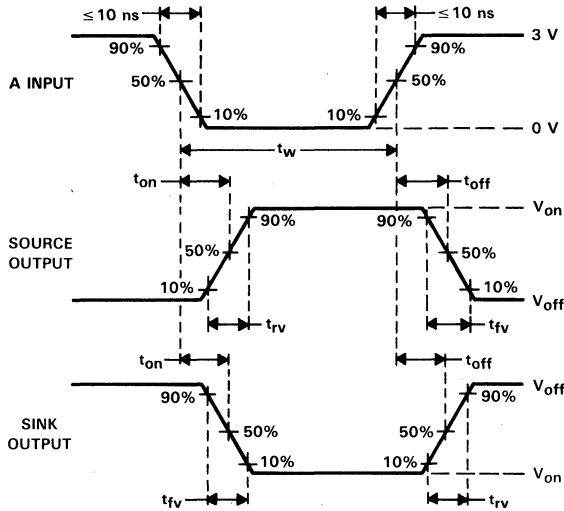 ≤ 10 ns ≤ 10 ns
90% 90% 3 V
A INPUT 50% 50%
10% 10%
0 V
tw
ton toff
Von
90% 90%
SOURCE OUTPUT 50% 50%
10% 10%
Voff
trv tfv
ton toff
Voff
90% 90%
SINK OUTPUT 50% 50%
10% 10%
Von
tfv trv